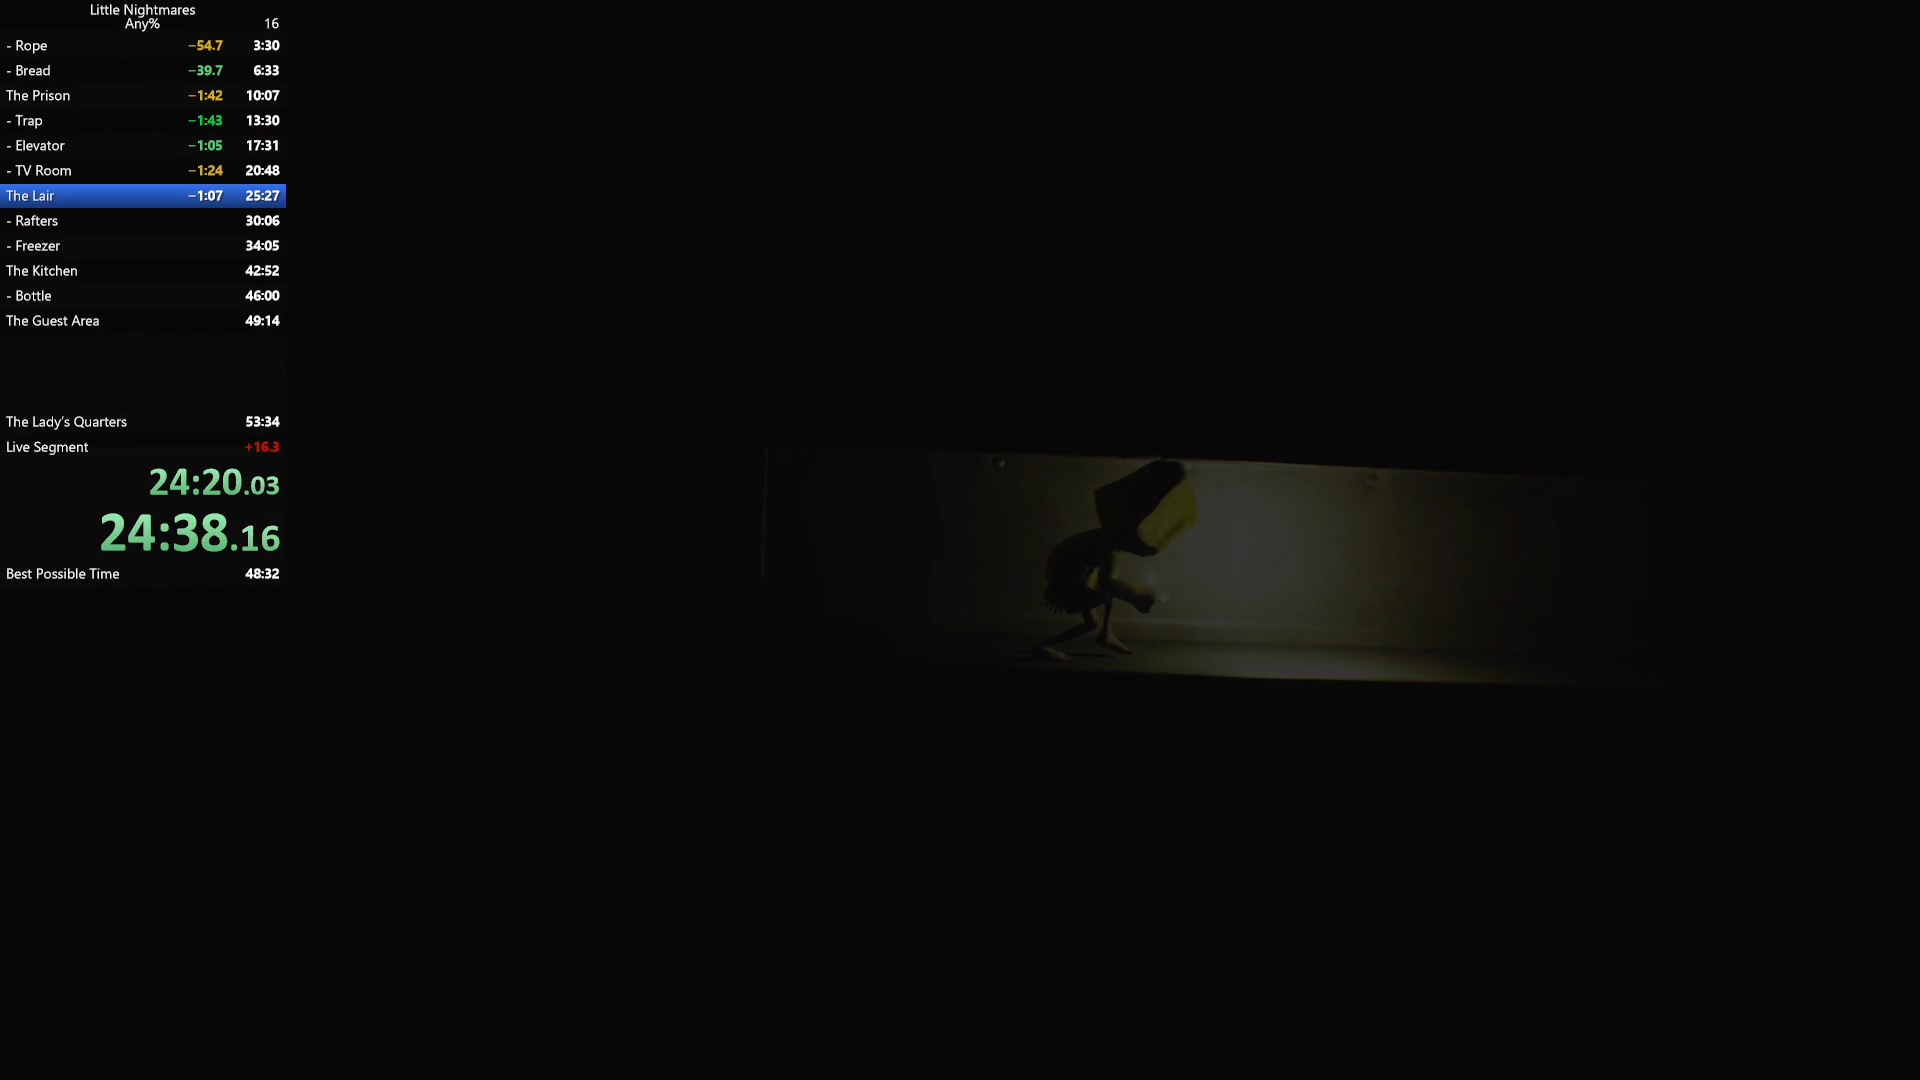 Little Nightmares
Any% 16
- Rope −54.7 3:30
- Bread −39.7 6:33
The Prison −1:42 10:07
- Trap −1:43 13:30
- Elevator −1:05 17:31
- TV Room −1:24 20:48
The Lair −1:07 25:27
- Rafters 30:06
- Freezer 34:05
The Kitchen 42:52
- Bottle 46:00
The Guest Area 49:14
The Lady's Quarters 53:34
Live Segment +16.3
24:20.03
24:38.16
Best Possible Time 48:32